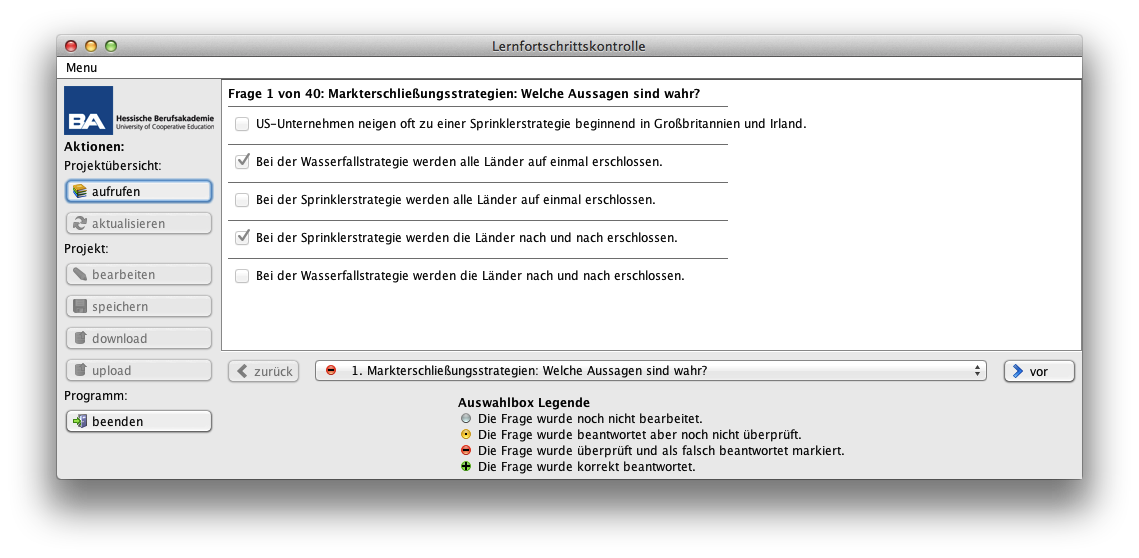 Lernfortschrittskontrolle
Menu
BA Hessische Berufsakademie
University of Cooperative Education
Aktionen:
Projektübersicht:
aufrufen
aktualisieren
Projekt:
bearbeiten
speichern
download
upload
Programm:
beenden
Frage 1 von 40: Markterschließungsstrategien: Welche Aussagen sind wahr?
US-Unternehmen neigen oft zu einer Sprinklerstrategie beginnend in Großbritannien und Irland.
Bei der Wasserfallstrategie werden alle Länder auf einmal erschlossen.
Bei der Sprinklerstrategie werden alle Länder auf einmal erschlossen.
Bei der Sprinklerstrategie werden die Länder nach und nach erschlossen.
Bei der Wasserfallstrategie werden die Länder nach und nach erschlossen.
zurück
1. Markterschließungsstrategien: Welche Aussagen sind wahr?
vor
Auswahlbox Legende
Die Frage wurde noch nicht bearbeitet.
Die Frage wurde beantwortet aber noch nicht überprüft.
Die Frage wurde überprüft und als falsch beantwortet markiert.
Die Frage wurde korrekt beantwortet.